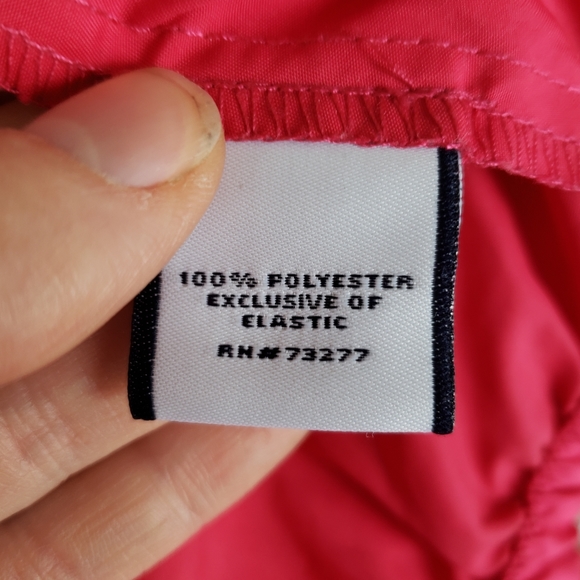 100% POLYESTER
EXCLUSIVE OF
ELASTIC
RN#73277